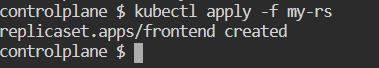 controlplane $ kubectl apply -f my-rs
replicaset.apps/frontend created
controlplane $